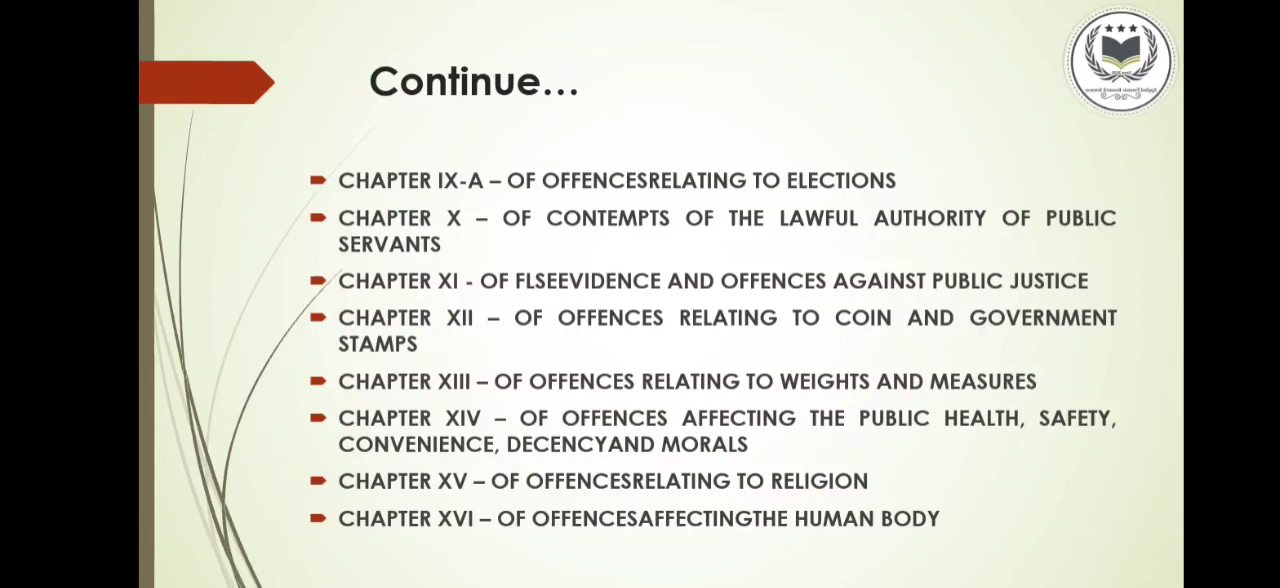 Continue...
CHAPTER IX-A – OF OFFENCESRELATING TO ELECTIONS
CHAPTER X – OF CONTEMPTS OF THE LAWFUL AUTHORITY OF PUBLIC
SERVANTS
CHAPTER XI - OF FLSEEVIDENCE AND OFFENCES AGAINST PUBLIC JUSTICE
CHAPTER XII – OF OFFENCES RELATING TO COIN AND GOVERNMENT
STAMPS
CHAPTER XIII – OF OFFENCES RELATING TO WEIGHTS AND MEASURES
CHAPTER XIV – OF OFFENCES AFFECTING THE PUBLIC HEALTH, SAFETY,
CONVENIENCE, DECENCYAND MORALS
CHAPTER XV – OF OFFENCESRELATING TO RELIGION
CHAPTER XVI – OF OFFENCESAFFECTINGTHE HUMAN BODY